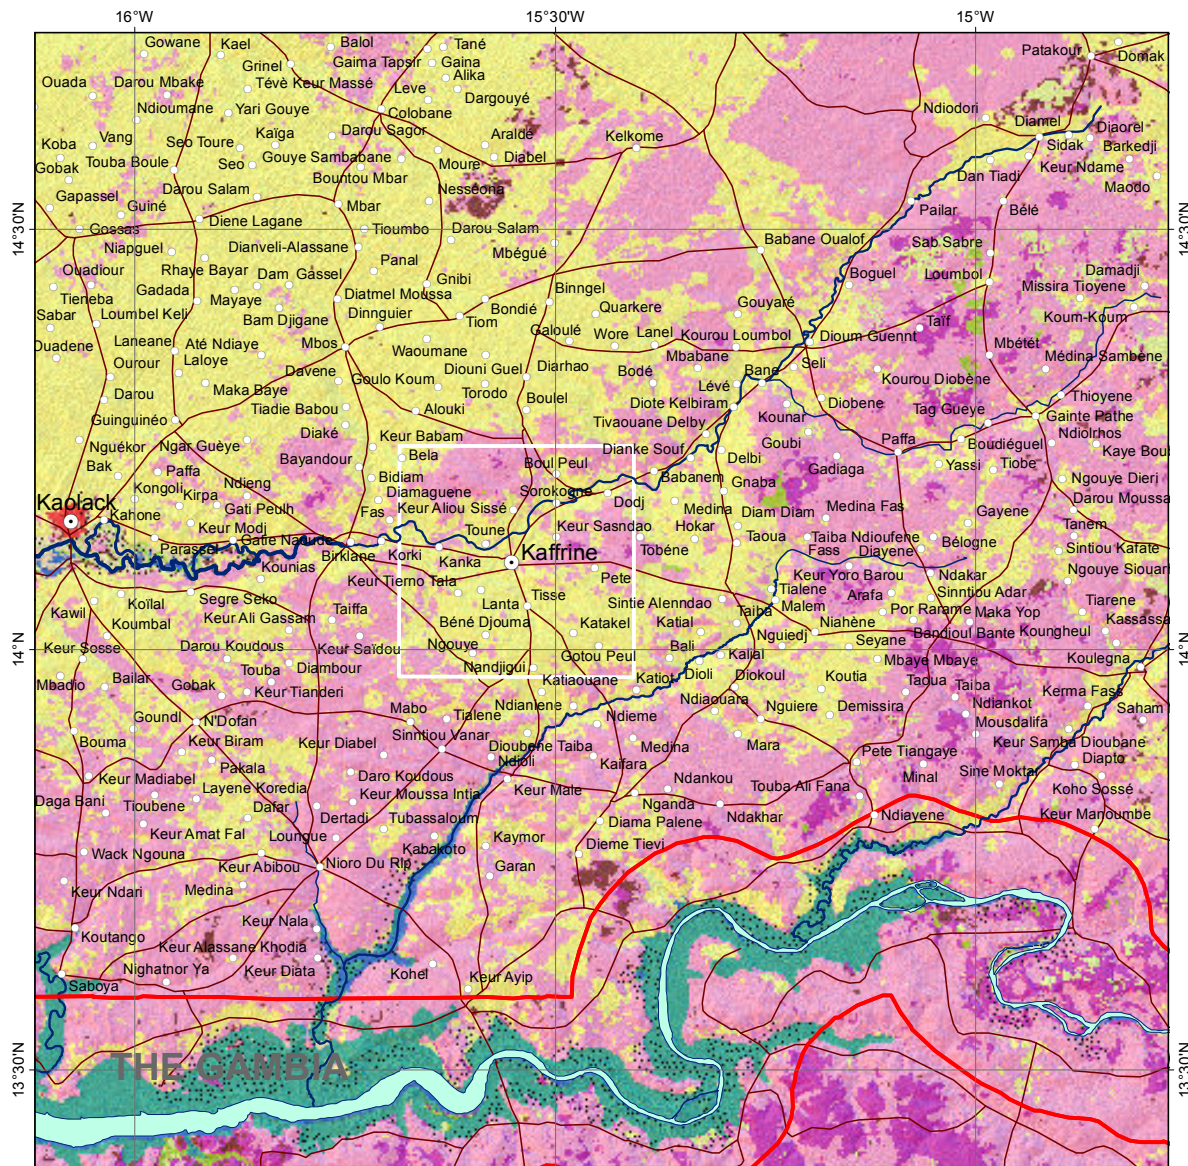 16°W
15°30'W
15°W
Gowane
Kael
Balol
Tané
Patakour
Domak
Grinel
Gaima Tapsir
Gaina
Alika
Ouada
Darou Mbake
Tévè Keur Massé
Leve
Dargouyé
Ndioumane
Yari Gouye
Colobane
Ndiodori
Diamel
Diaorel
Vang
Koba
Seo Toure
Kaïga
Darou Sagor
Araldé
Kelkome
Sidak
Barkedji
Gobak
Touba Boule
Seo
Gouye Sambabane
Moure
Diabel
Keur Ndame
Bountou Mbar
Dan Tiadi
Maodo
Gapassel
Guiné
Darou Salam
Mbar
Nesséona
Pailar
Bélé
Gossas
Diene Lagane
Tioumbo
Darou Salam
14°30'N
14°30'N
Niapguel
Dianveli-Alassane
Mbégué
Babane Oualof
Sab Sabre
Ouadiour
Rhaye Bayar
Dam Gassel
Panal
Gnibi
Boguel
Loumbol
Damadji
Tieneba
Gadada
Mayaye
Diatmel Moussa
Binngel
Missira Tioyene
Sabar
Loumbel Keli
Bam Djigane
Dinnguier
Tiom
Bondié
Quarkere
Gouyaré
Taïf
Koum-Koum
Ouadene
Laneane
Até Ndiaye
Mbos
Galoulé
Wore
Lanel
Kourou Loumbol
Dioum Guennt
Mbétét
Ourour
Laloye
Waoumane
Mbabane
Médina Sambène
Davene
Diouni Guel
Diarhao
Bodé
Bane
Seli
Darou
Maka Baye
Goulo Koum
Torodo
Lévé
Kourou Diobène
Guinguinéo
Tiadie Babou
Alouki
Boulel
Diote Kelbiram
Diobene
Thioyene
Tivaouane Delby
Kounar
Tag Gueye
Gainte Pathe
Nguékor
Ngar Guèye
Diaké
Keur Babam
Dianke Souf
Goubi
Paffa
Boudiéguel
Ndiolrhos
Bak
Paffa
Bayandour
Bela
Boul Peul
Delbi
Gadiaga
Yassi
Tiobe
Kaye Bou
Kongoli
Kirpa
Ndieng
Bidiam
Babanem
Gnaba
Ngouye Dieri
Kaolack
Kahone
Gati Peulh
Diamaguene
Sorokogne
Dodj
Medina
Diam Diam
Medina Fas
Darou Moussa
Fas
Keur Aliou Sissé
Gayene
Keur Modj
Toune
Keur Sasndao
Hokar
Taoua
Taiba Ndioufene
Tanem
Parassel
Gatie Naoude
Birklane
Korki
Kaffrine
Tobéne
Fass
Diayene
Bélogne
Sintiou Kafate
Kounias
Kanka
Keur Yoro Barou
Ndakar
Ngouye Siouar
Keur Tierno Tala
Pete
Tialene
Arafa
Sinntiou Adar
Kawil
Koïlal
Segre Seko
Taiffa
Lanta
Tisse
Sintie Alenndao
Taiba
Malem
Por Rarame
Maka Yop
Tiarene
Koumbal
Keur Ali Gassam
Béné Djouma
Katakel
Katial
Niahène
Kassassa
Bandioul Bante
Koungheul
14°N
14°N
Keur Sosse
Darou Koudous
Keur Saïdou
Ngouye
Gotou Peul
Bali
Kalial
Nguiedj
Seyane
Koulegna
Mbadio
Bailar
Touba
Diambour
Nandjigui
Katiaouane
Katiot
Dioli
Diokoul
Mbaye Mbaye
Gobak
Keur Tianderi
Koutia
Taoua
Taiba
Kerma Fass
Goundl
N'Dofan
Mabo
Tialene
Ndianlene
Ndieme
Ndiaouara
Nguiere
Demissira
Ndiankot
Saham
Bouma
Keur Biram
Sinntiou Vanar
Mousdalifa
Keur Diabel
Dioubene Taiba
Medina
Mara
Keur Samba Dioubane
Pakala
Ndioli
Kaifara
Pete Tiangaye
Diapto
Keur Madiabel
Daro Koudous
Ndankou
Minal
Sine Moktar
Daga Bani
Layene Koredia
Keur Moussa Intia
Keur Male
Touba Ali Fana
Koho Sossé
Tioubene
Dafar
Nganda
Keur Amat Fal
Dertadi
Tubassaloum
Diama Palene
Ndakhar
Ndiayene
Keur Manoumbe
Loungue
Kaymor
Wack Ngouna
Kabakoto
Dieme Tievi
Keur Abibou
Nioro Du Rip
Garan
Keur Ndari
Medina
Keur Nala
Koutango
Keur Alassane Khodia
Nighatnor Ya
Keur Diata
Kohel
Keur Ayip
Saboya
THE GAMBIA
13°30'N
13°30'N